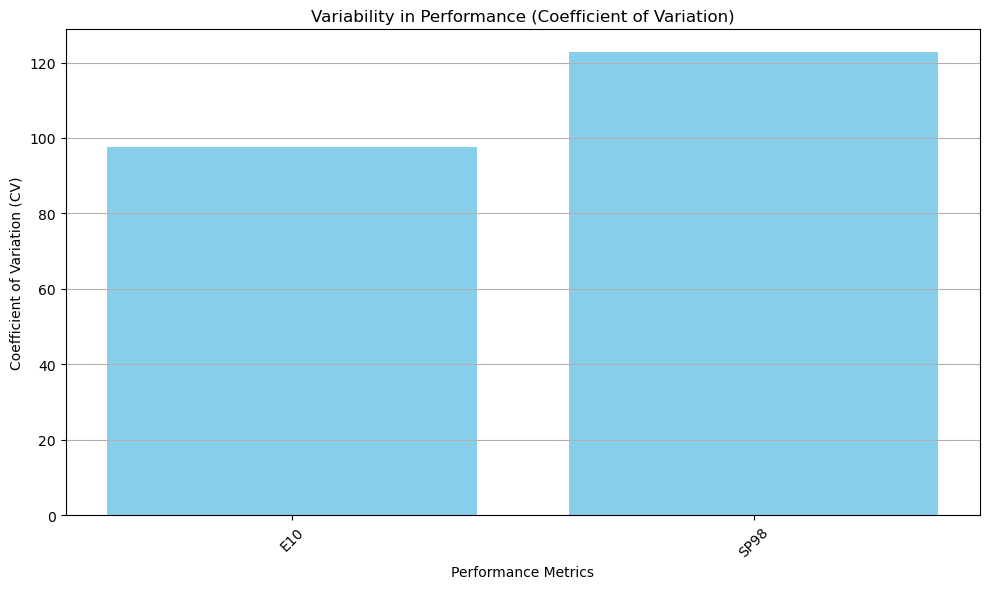 Variability in Performance (Coefficient of Variation)
Coefficient of Variation (CV)
120
100
80
60
40
20
0
E10
SP98
Performance Metrics